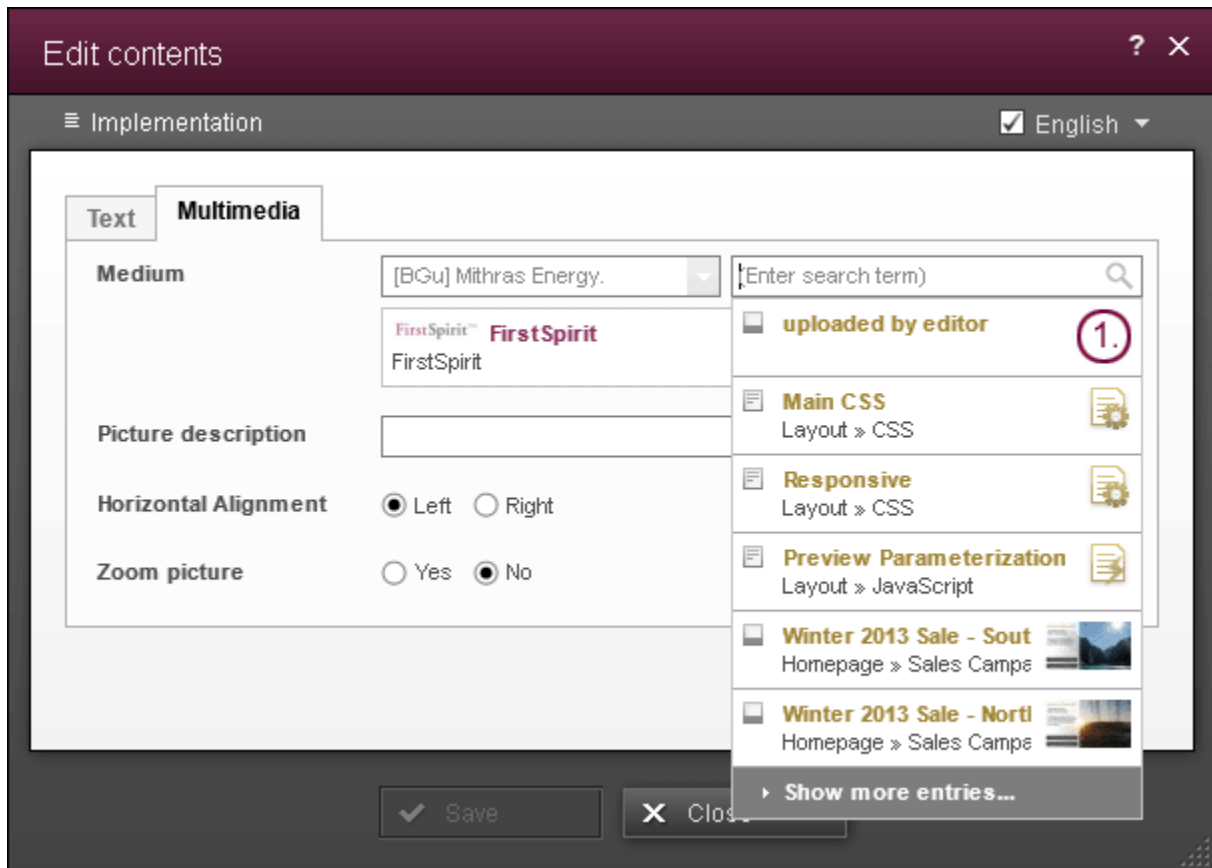 Edit contents ?
Implementation English
Text Multimedia
Medium
[BGu] Mithras Energy.
(Enter search term)
FirstSpirit™ FirstSpirit
FirstSpirit
Picture description
Horizontal Alignment
Left Right
Zoom picture
Yes No
uploaded by editor
1.
Main CSS
Layout » CSS
Responsive
Layout » CSS
Preview Parameterization
Layout » JavaScript
Winter 2013 Sale - Sout
Homepage » Sales Campa
Winter 2013 Sale - Nortl
Homepage » Sales Campa
Show more entries...
Save
Close